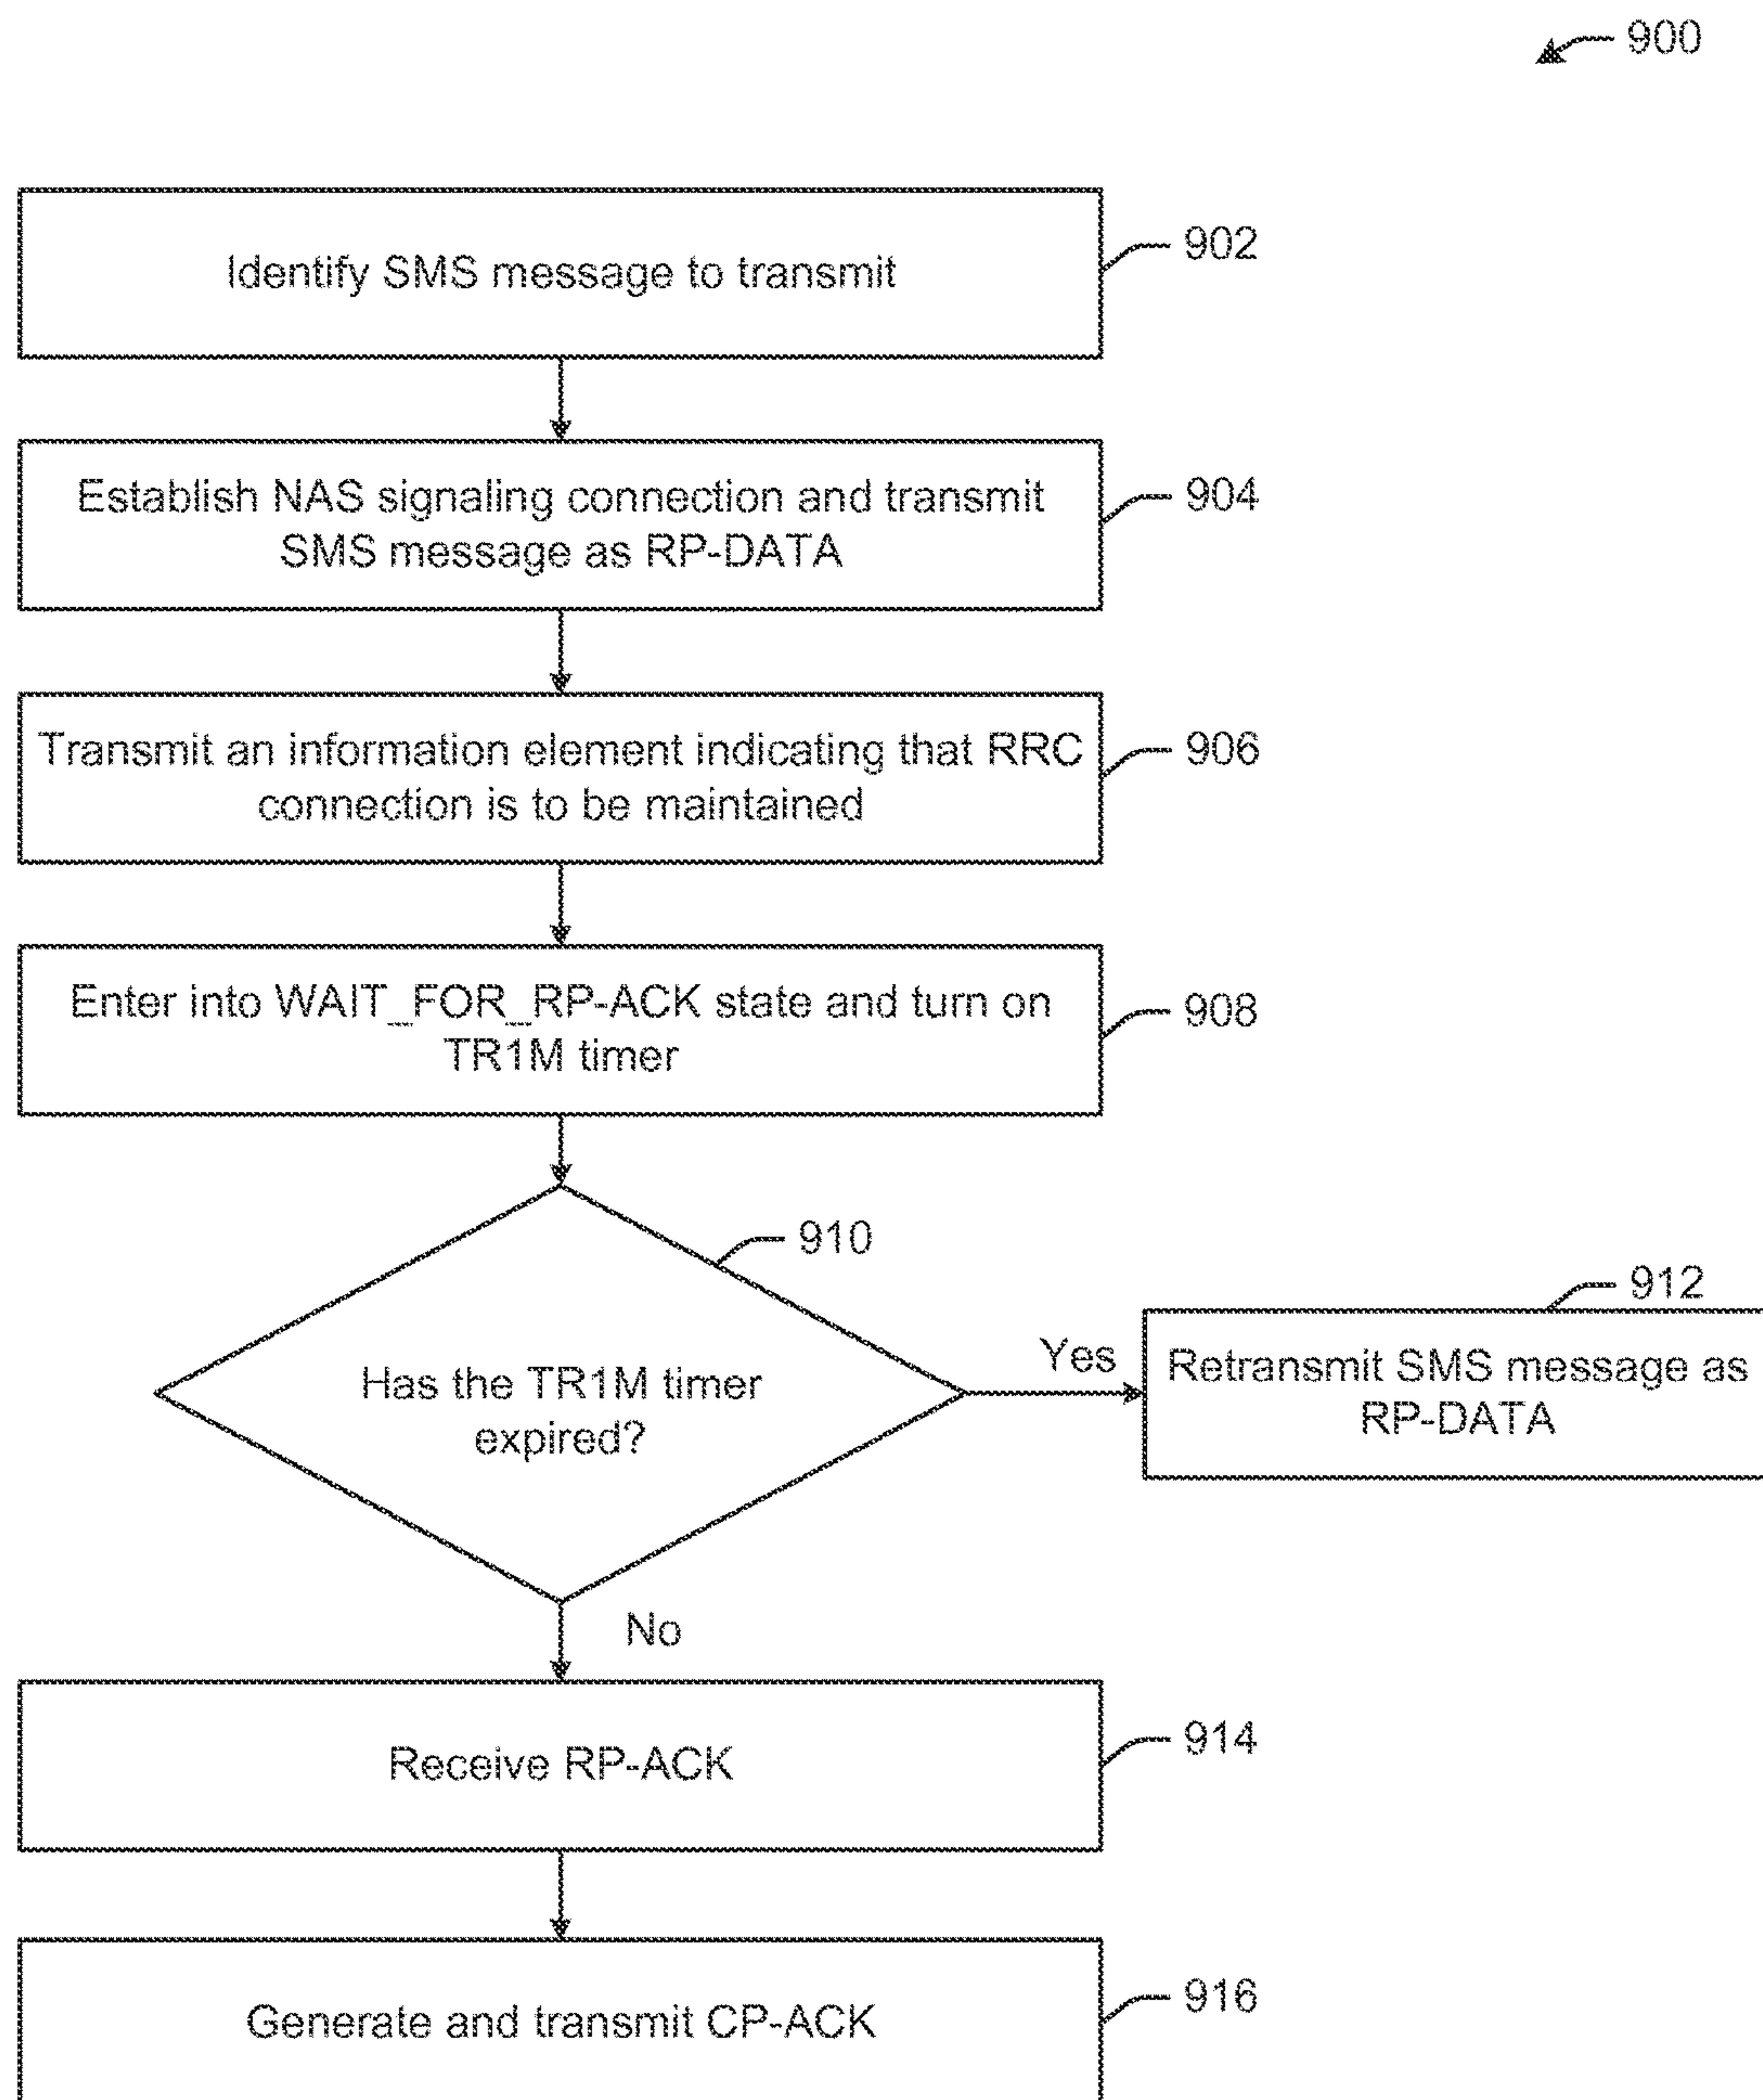 900
Identify SMS message to transmit
902
Establish NAS signaling connection and transmit
SMS message as RP-DATA
904
Transmit an information element indicating that RRC
connection is to be maintained
906
Enter into WAIT_FOR_RP-ACK state and turn on
TR1M timer
908
910
Has the TR1M timer
expired?
Yes
912
Retransmit SMS message as
RP-DATA
No
Receive RP-ACK
914
Generate and transmit CP-ACK
916